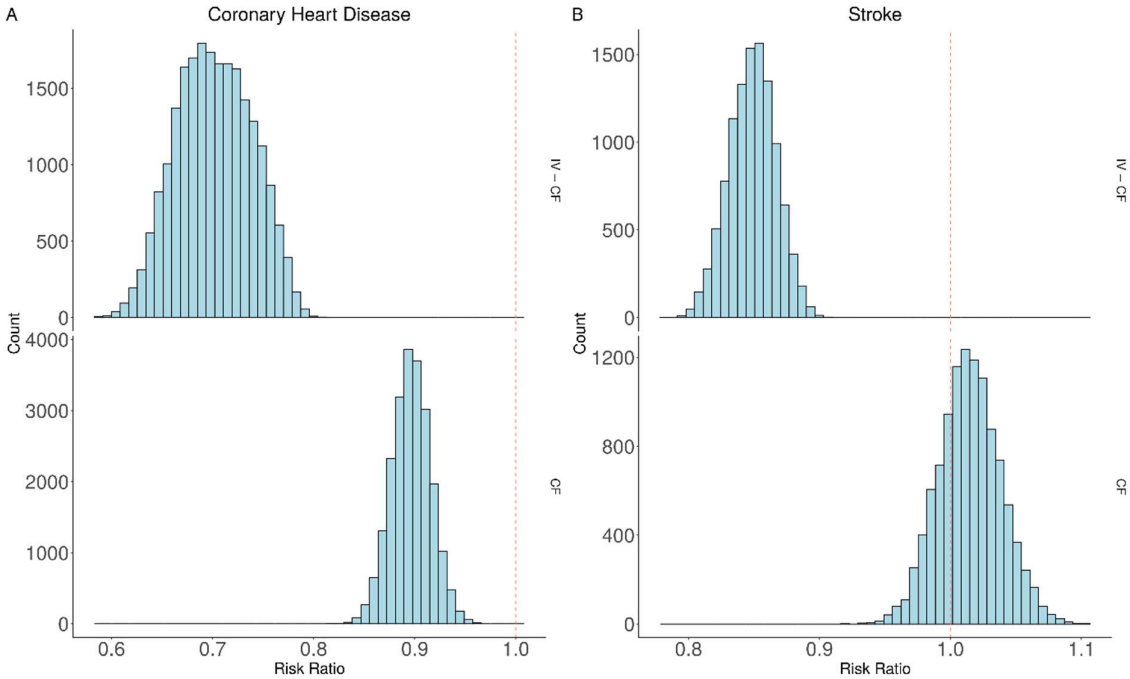 A
Coronary Heart Disease
1500
1000
500
0
IV − CF
Count
4000
3000
2000
1000
0
CF
0.6 0.7 0.8 0.9 1.0
Risk Ratio
B
Stroke
1500
1000
500
0
IV − CF
Count
1200
800
400
0
CF
0.8 0.9 1.0 1.1
Risk Ratio